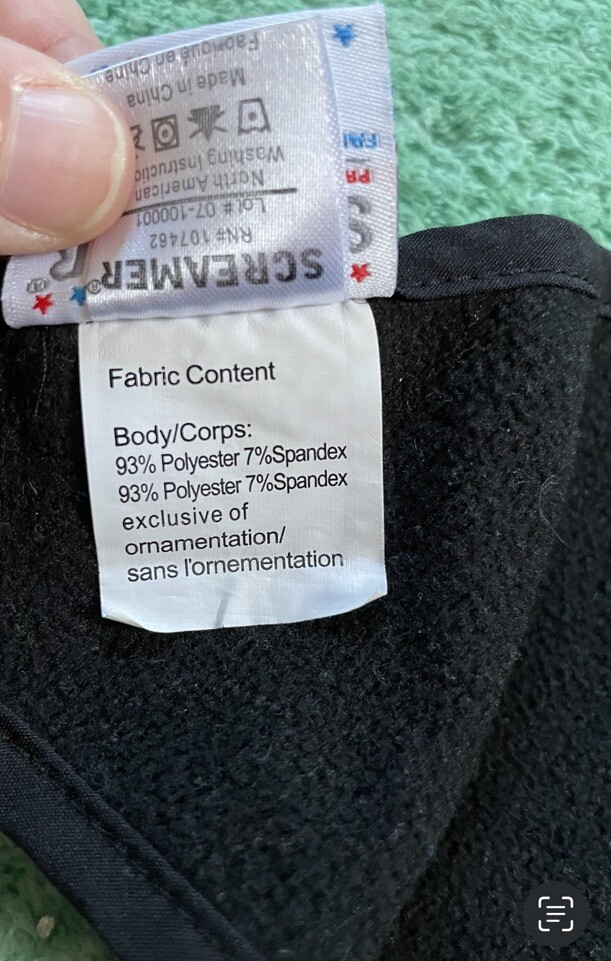 SCREAMER®
RN# 107462
Lot# 07-100001
North American
Washing Instructio
Made in China
Fabriqué en Chine
Fabric Content
Body/Corps:
93% Polyester 7%Spandex
93% Polyester 7%Spandex
exclusive of
ornamentation/
sans l'ornementation